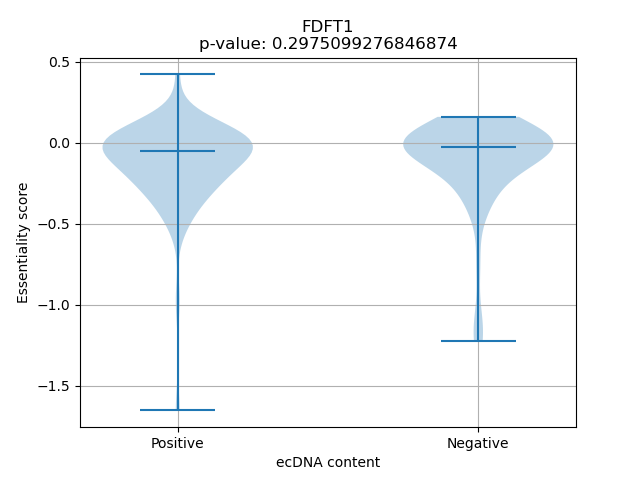 FDFT1
p-value: 0.2975099276846874
Essentiality score
0.5
0.0
−0.5
−1.0
−1.5
Positive
Negative
ecDNA content